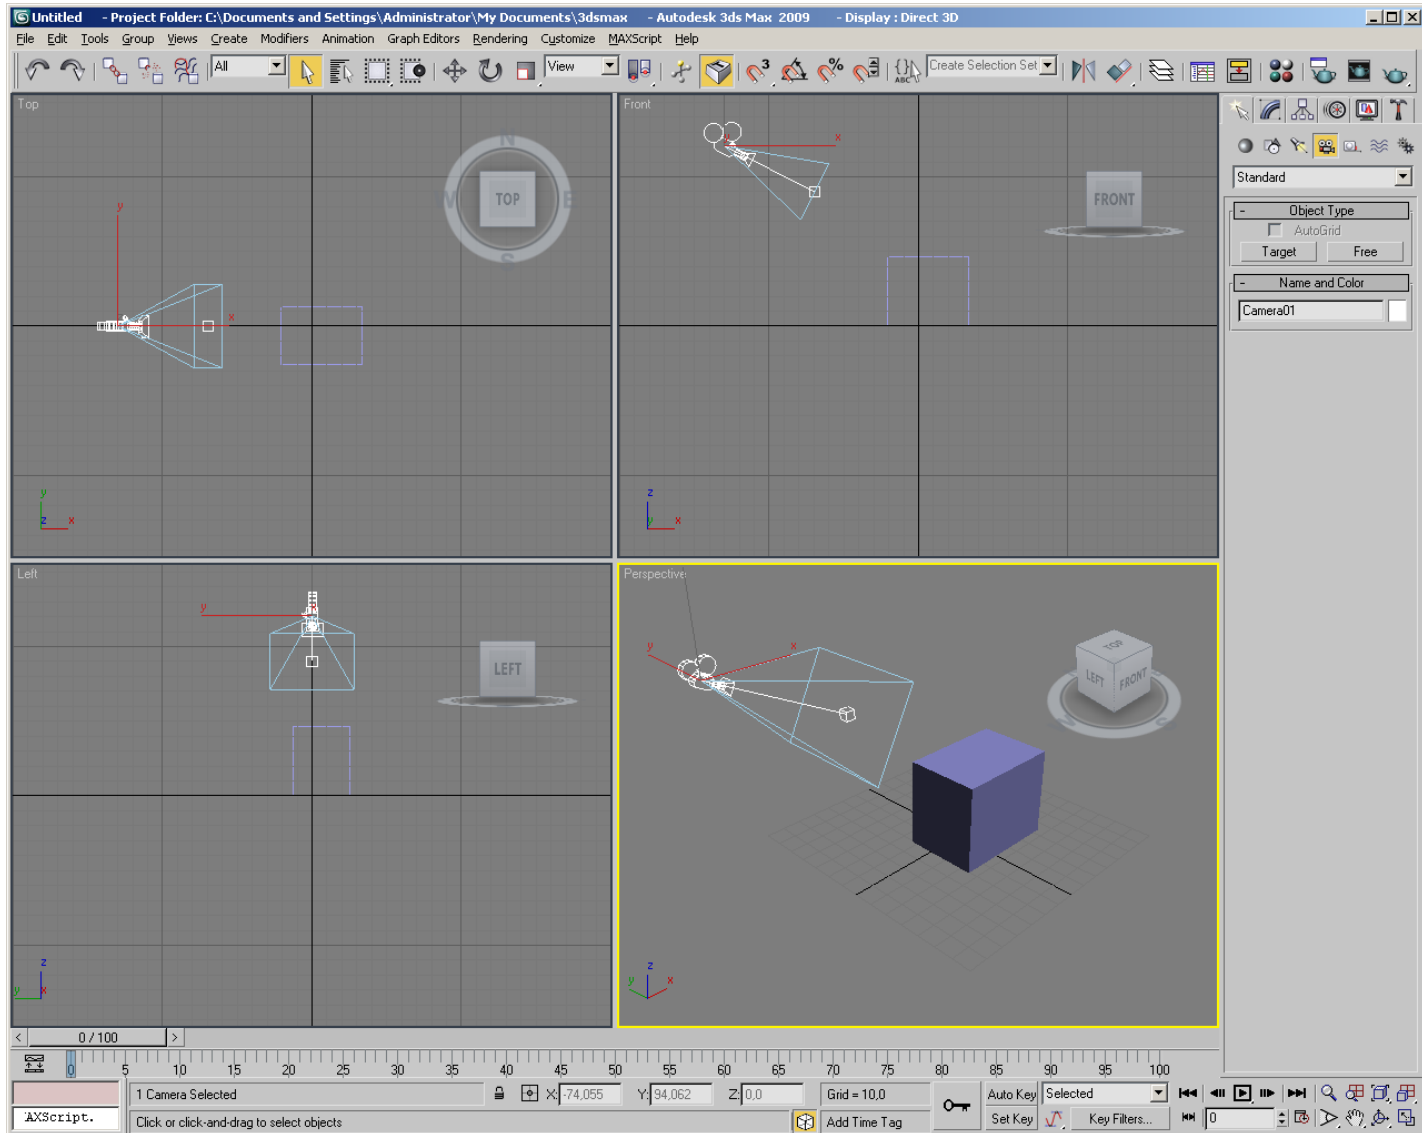 Untitled - Project Folder: C:\Documents and Settings\Administrator\My Documents\3dsmax - Autodesk 3ds Max 2009 - Display : Direct 3D
File Edit Tools Group Views Create Modifiers Animation Graph Editors Rendering Customize MAXScript Help
All View 3 % ABC Create Selection Set
Top
N
W TOP E
S
y
x
y
z x
Front
x
FRONT
z
y x
Standard
- Object Type
AutoGrid
Target Free
- Name and Color
Camera01
Left
y
LEFT
z
y x
Perspective
y x
TOP
LEFT FRONT
S
z
y x
< 0 / 100 >
0 5 10 15 20 25 30 35 40 45 50 55 60 65 70 75 80 85 90 95 100
1 Camera Selected X: -74,055 Y: 94,062 Z: 0,0 Grid = 10,0 Auto Key Selected
'AXScript. Click or click-and-drag to select objects Add Time Tag Set Key Key Filters... 0